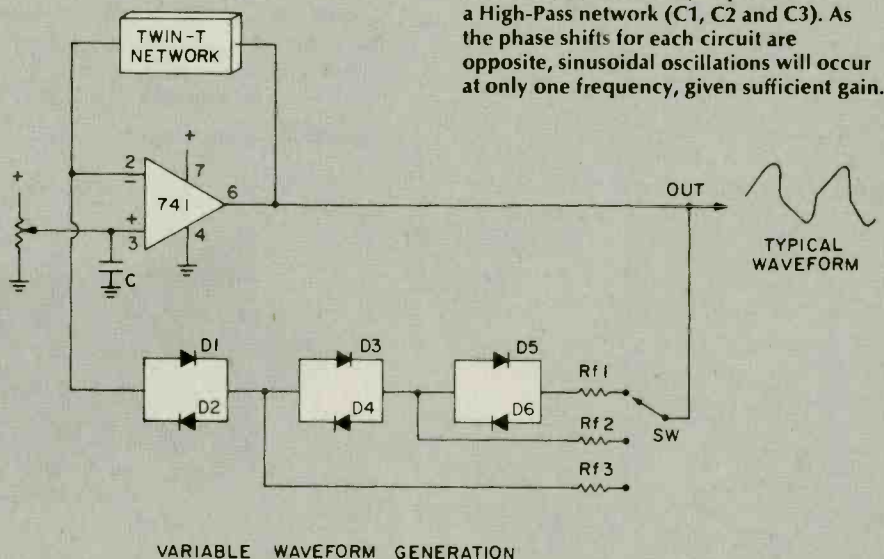 a High-Pass network (C1, C2 and C3). As
the phase shifts for each circuit are
opposite, sinusoidal oscillations will occur
at only one frequency, given sufficient gain.
TWIN-T
NETWORK
+
2
-
7
741
6
+
3
4
+
C
OUT
TYPICAL
WAVEFORM
D1
D2
D3
D4
D5
D6
Rf1
Rf2
Rf3
SW
VARIABLE WAVEFORM GENERATION